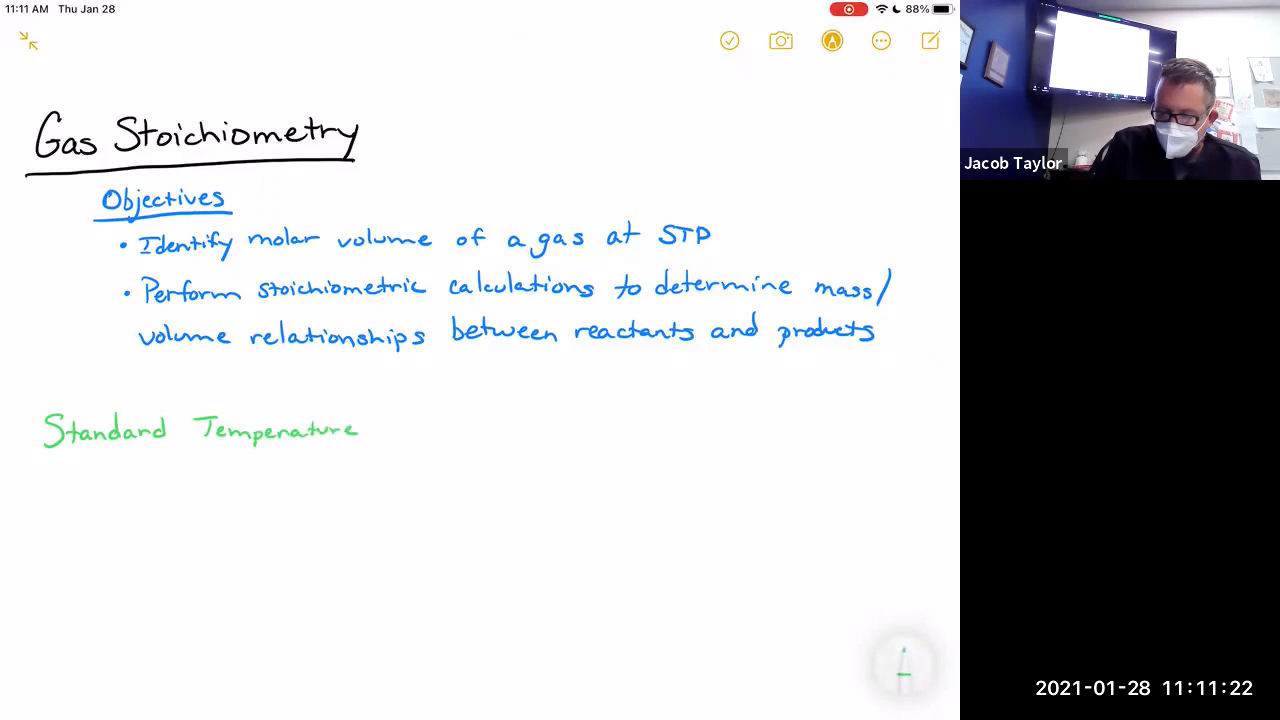 11:11 AM Thu Jan 28
88%
Gas Stoichiometry
Objectives
• Identify molar volume of a gas at STP
• Perform stoichiometric calculations to determine mass/
volume relationships between reactants and products
Standard Temperature
Jacob Taylor
2021-01-28 11:11:22